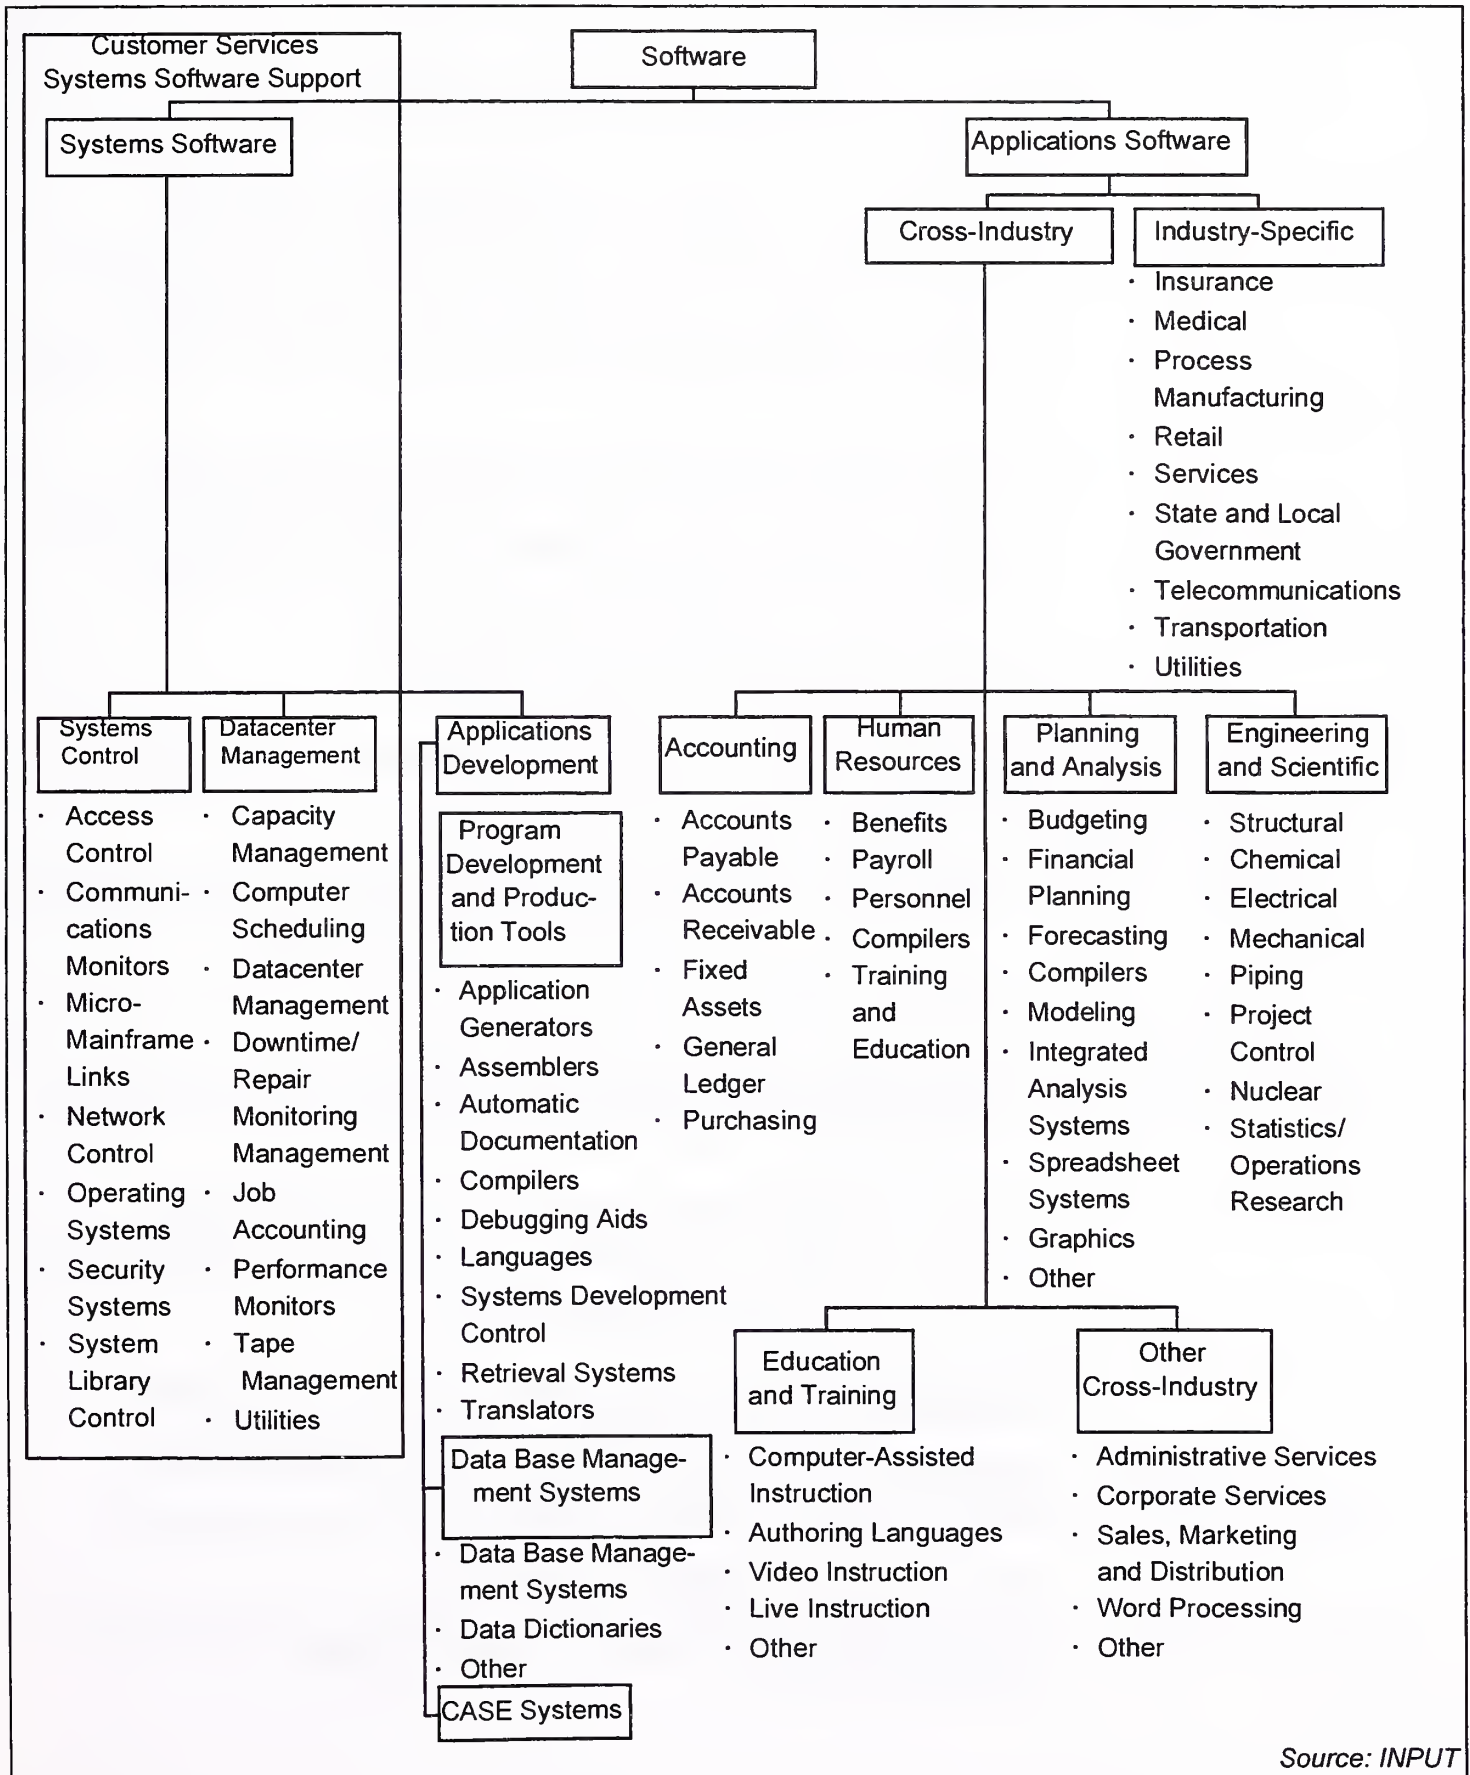 Customer Services
Systems Software Support
Software
Systems Software
Applications Software
Cross-Industry
Industry-Specific
· Insurance
· Medical
· Process
Manufacturing
· Retail
· Services
· State and Local
Government
· Telecommunications
· Transportation
· Utilities
Systems
Control
· Access
Control
· Communi-
cations
Monitors
· Micro-
Mainframe
Links
· Network
Control
· Operating
Systems
· Security
Systems
· System
Library
Control
Datacenter
Management
· Capacity
Management
· Computer
Scheduling
· Datacenter
Management
· Downtime/
Repair
Monitoring
Management
· Job
Accounting
· Performance
Monitors
· Tape
Management
· Utilities
Applications
Development
Program
Development
and Produc-
tion Tools
· Application
Generators
· Assemblers
· Automatic
Documentation
· Compilers
· Debugging Aids
· Languages
· Systems Development
Control
· Retrieval Systems
· Translators
Data Base Manage-
ment Systems
· Data Base Manage-
ment Systems
· Data Dictionaries
· Other
CASE Systems
Accounting
· Accounts
Payable
· Accounts
Receivable
· Fixed
Assets
· General
Ledger
· Purchasing
Human
Resources
· Benefits
· Payroll
· Personnel
· Compilers
· Training
and
Education
Planning
and Analysis
· Budgeting
· Financial
Planning
· Forecasting
· Compilers
· Modeling
· Integrated
Analysis
Systems
· Spreadsheet
Systems
· Graphics
· Other
Engineering
and Scientific
· Structural
· Chemical
· Electrical
· Mechanical
· Piping
· Project
Control
· Nuclear
· Statistics/
Operations
Research
Education
and Training
· Computer-Assisted
Instruction
· Authoring Languages
· Video Instruction
· Live Instruction
· Other
Other
Cross-Industry
· Administrative Services
· Corporate Services
· Sales, Marketing
and Distribution
· Word Processing
· Other
Source: INPUT